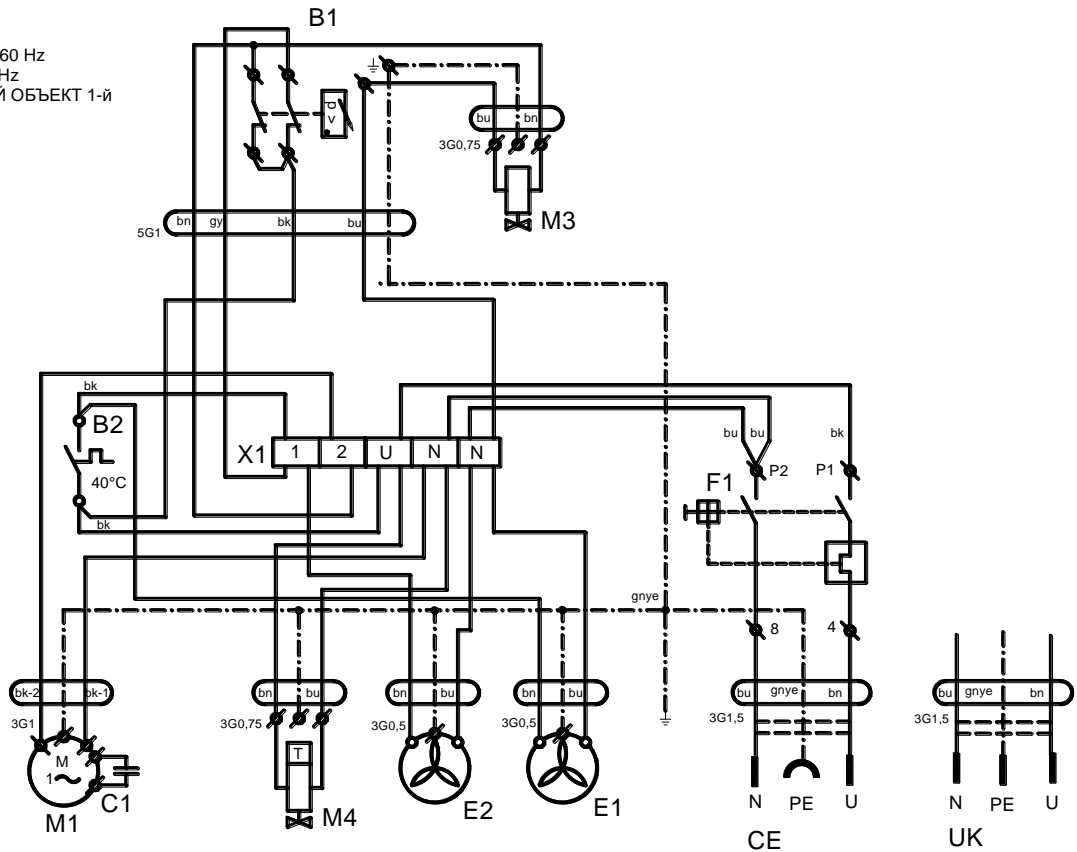 B1
60 Hz
Hz
Й ОБЪЕКТ 1-й
bu
bn
3G0,75
M3
bn
gy
bk
bu
5G1
bk
B2
40°C
bk
X1
1
2
U
N
N
bu
bu
bk
P2
P1
F1
gnye
8
4
bk-2
bk-1
3G1
M
1
C1
M1
bn
bu
3G0,75
T
M4
bn
bu
3G0,5
E2
bn
bu
3G0,5
E1
bu
gnye
bn
3G1,5
N
PE
U
CE
bu
gnye
bn
3G1,5
N
PE
U
UK